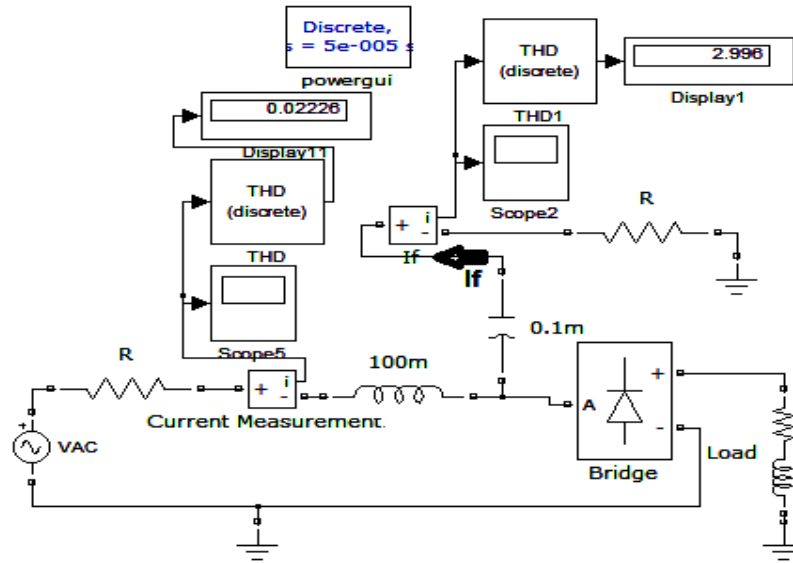 Discrete,
s = 5e-005 s
powergui
THD
(discrete)
2.996
Display1
THD1
0.02226
Display11
THD
(discrete)
THD
i
+
-
If
If
Scope2
R
Scope5
0.1m
R
100m
i
+
-
Current Measurement.
A
+
-
Bridge
Load
+
VAC